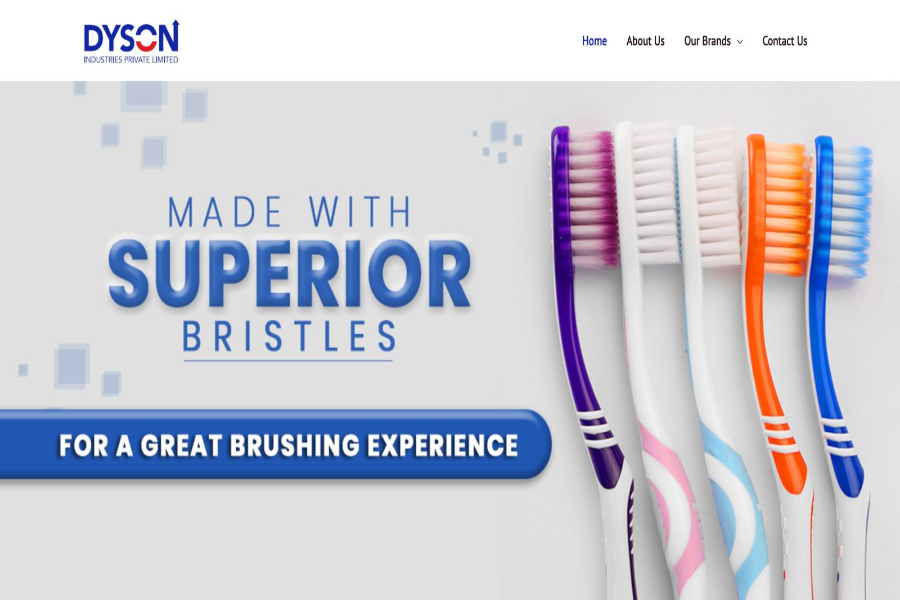 DYSON
INDUSTRIES PRIVATE LIMITED
Home About Us Our Brands Contact Us
MADE WITH
SUPERIOR
BRISTLES
FOR A GREAT BRUSHING EXPERIENCE